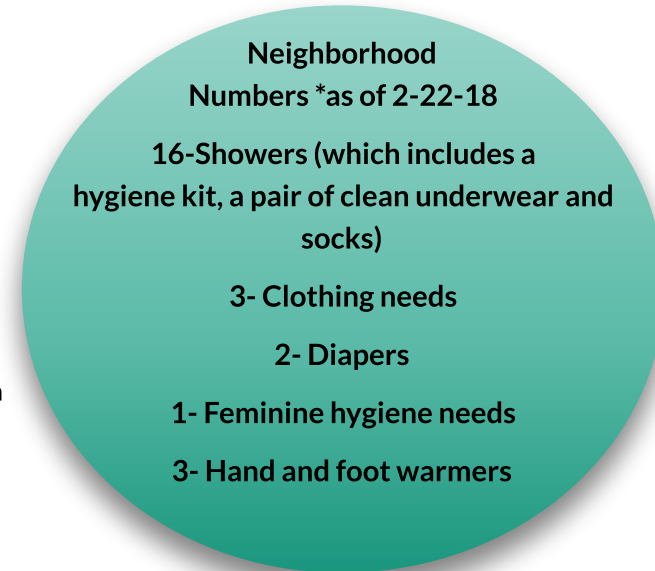 Neighborhood
Numbers *as of 2-22-18
16-Showers (which includes a
hygiene kit, a pair of clean underwear and
socks)
3- Clothing needs
2- Diapers
1- Feminine hygiene needs
3- Hand and foot warmers